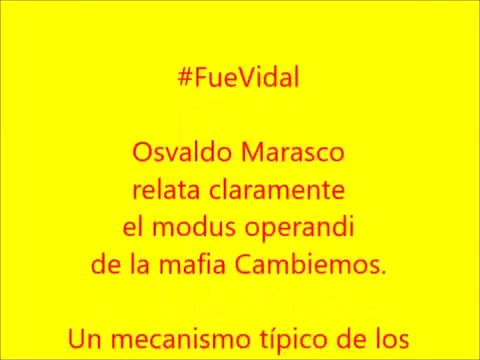 #FueVidal
Osvaldo Marasco
relata claramente
el modus operandi
de la mafia Cambiemos.
Un mecanismo típico de los